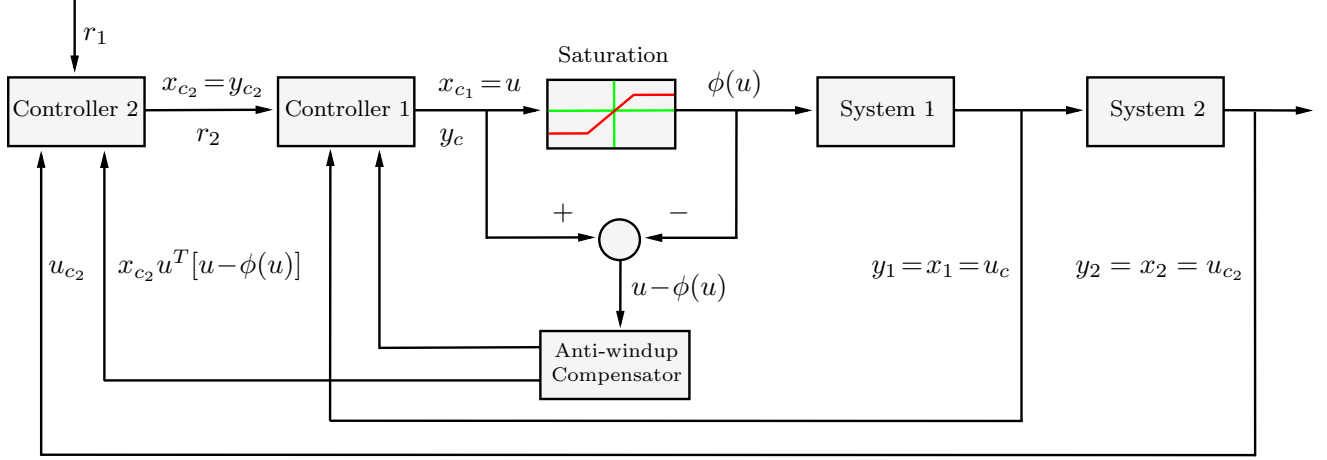 r₁
Saturation
x_{c₂}=y_{c₂}
x_{c₁}=u
ϕ(u)
Controller 2
Controller 1
System 1
System 2
r₂
y_c
+
−
u_{c₂}
x_{c₂}u^T[u−ϕ(u)]
u−ϕ(u)
y₁=x₁=u_c
y₂ = x₂ = u_{c₂}
Anti-windup
Compensator